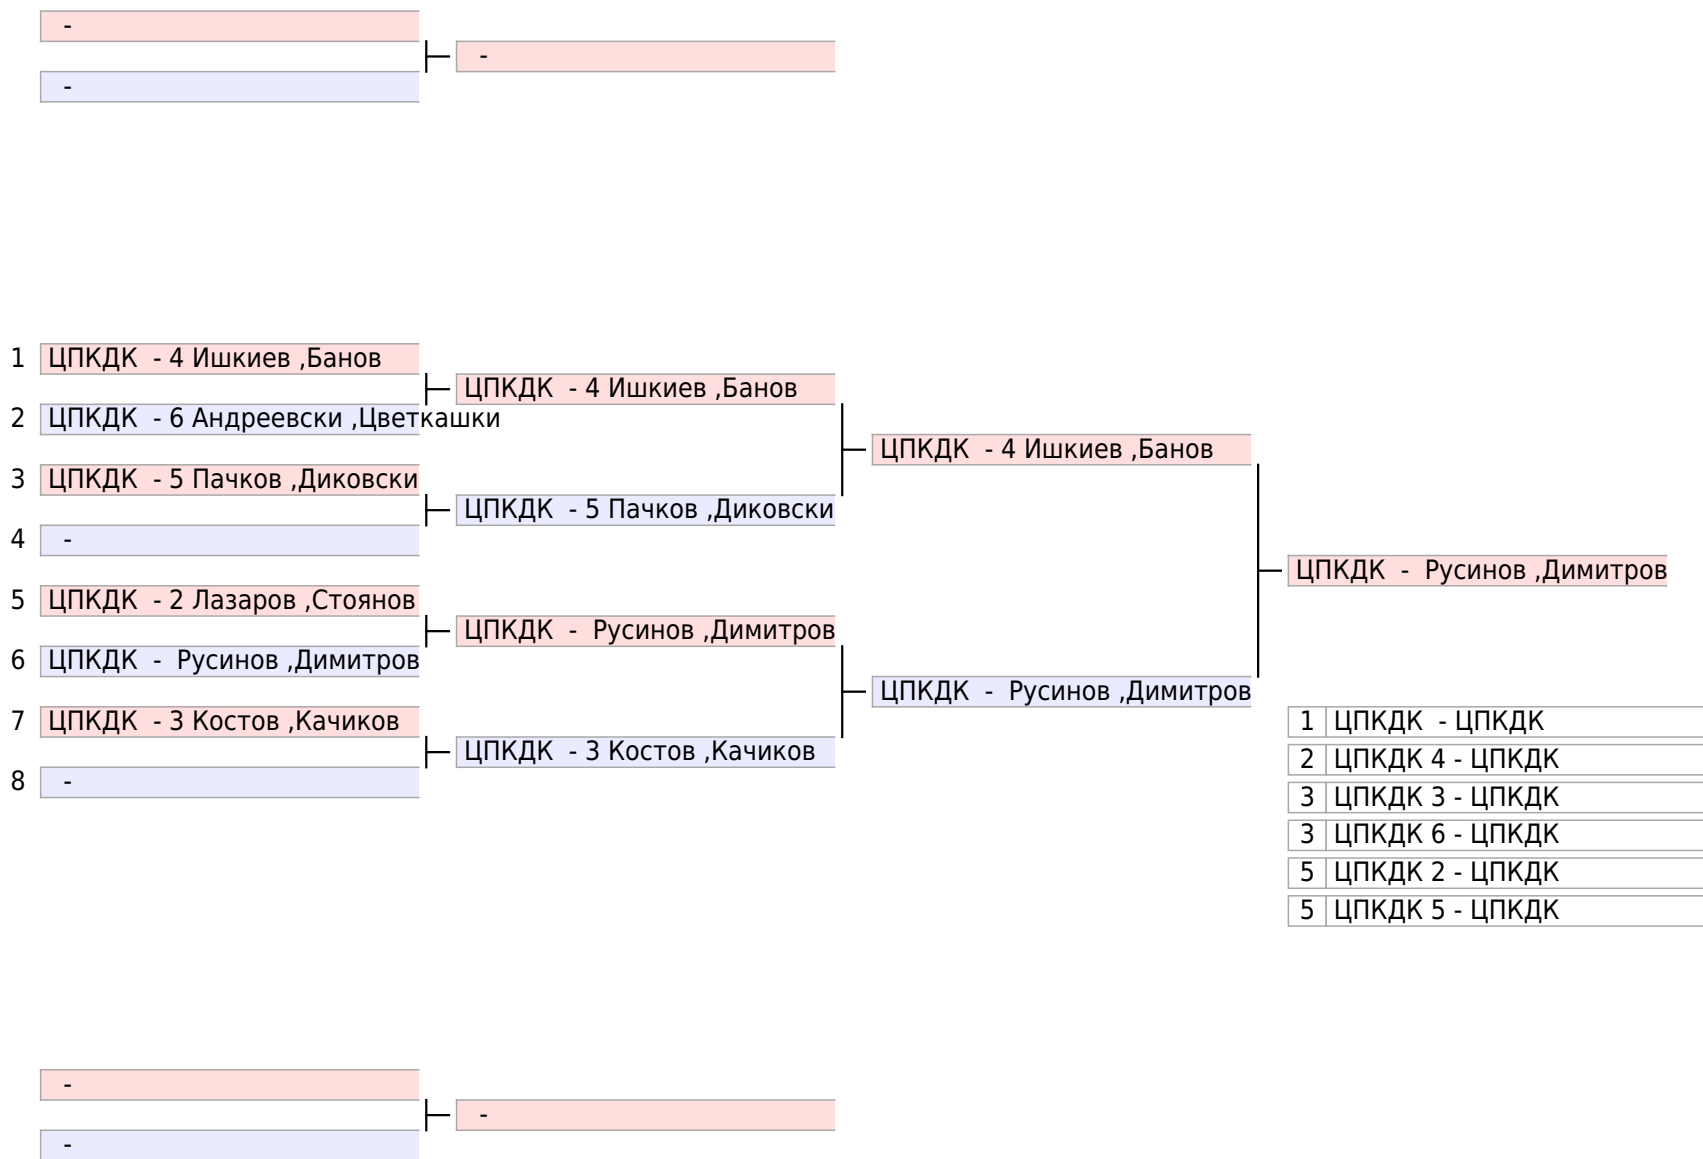 -
-
-
1 ЦПКДК - 4 Ишкиев ,Банов
ЦПКДК - 4 Ишкиев ,Банов
2 ЦПКДК - 6 Андреевски ,Цветкашки
ЦПКДК - 4 Ишкиев ,Банов
3 ЦПКДК - 5 Пачков ,Диковски
ЦПКДК - 5 Пачков ,Диковски
4 -
ЦПКДК - Русинов ,Димитров
5 ЦПКДК - 2 Лазаров ,Стоянов
ЦПКДК - Русинов ,Димитров
6 ЦПКДК - Русинов ,Димитров
ЦПКДК - Русинов ,Димитров
7 ЦПКДК - 3 Костов ,Качиков
ЦПКДК - 3 Костов ,Качиков
8 -
1 ЦПКДК - ЦПКДК
2 ЦПКДК 4 - ЦПКДК
3 ЦПКДК 3 - ЦПКДК
3 ЦПКДК 6 - ЦПКДК
5 ЦПКДК 2 - ЦПКДК
5 ЦПКДК 5 - ЦПКДК
-
-
-